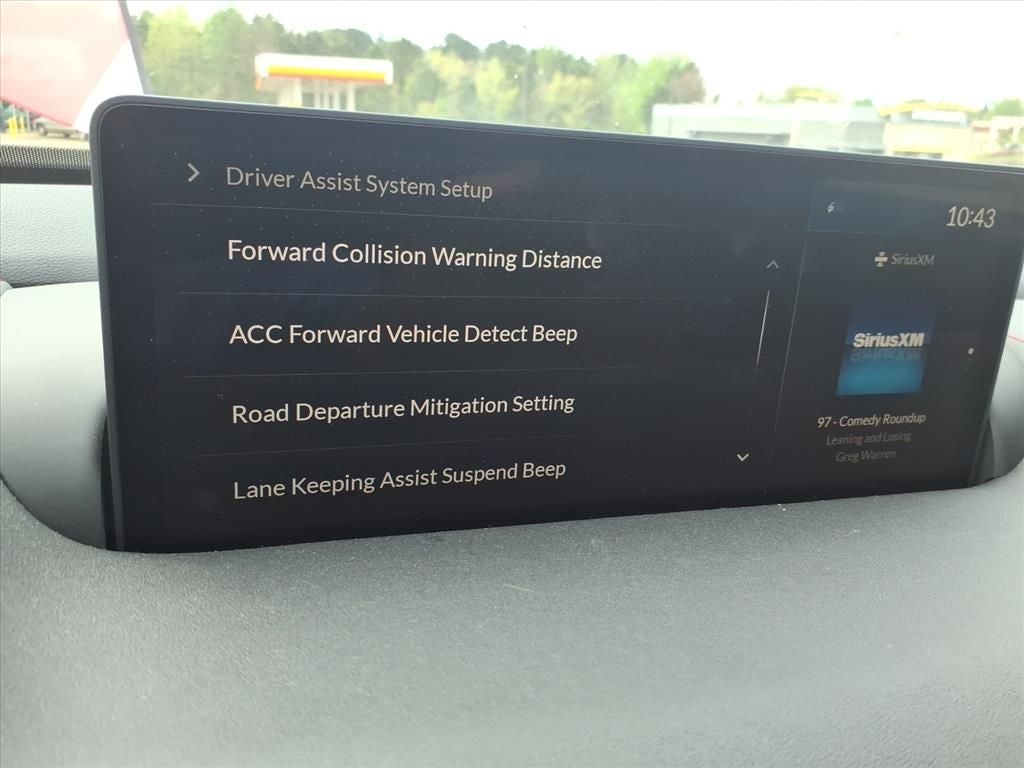 Driver Assist System Setup
Forward Collision Warning Distance
ACC Forward Vehicle Detect Beep
Road Departure Mitigation Setting
Lane Keeping Assist Suspend Beep
10:43
SiriusXM
SiriusXM
97 - Comedy Roundup
Leaning and Losing
Greg Warren